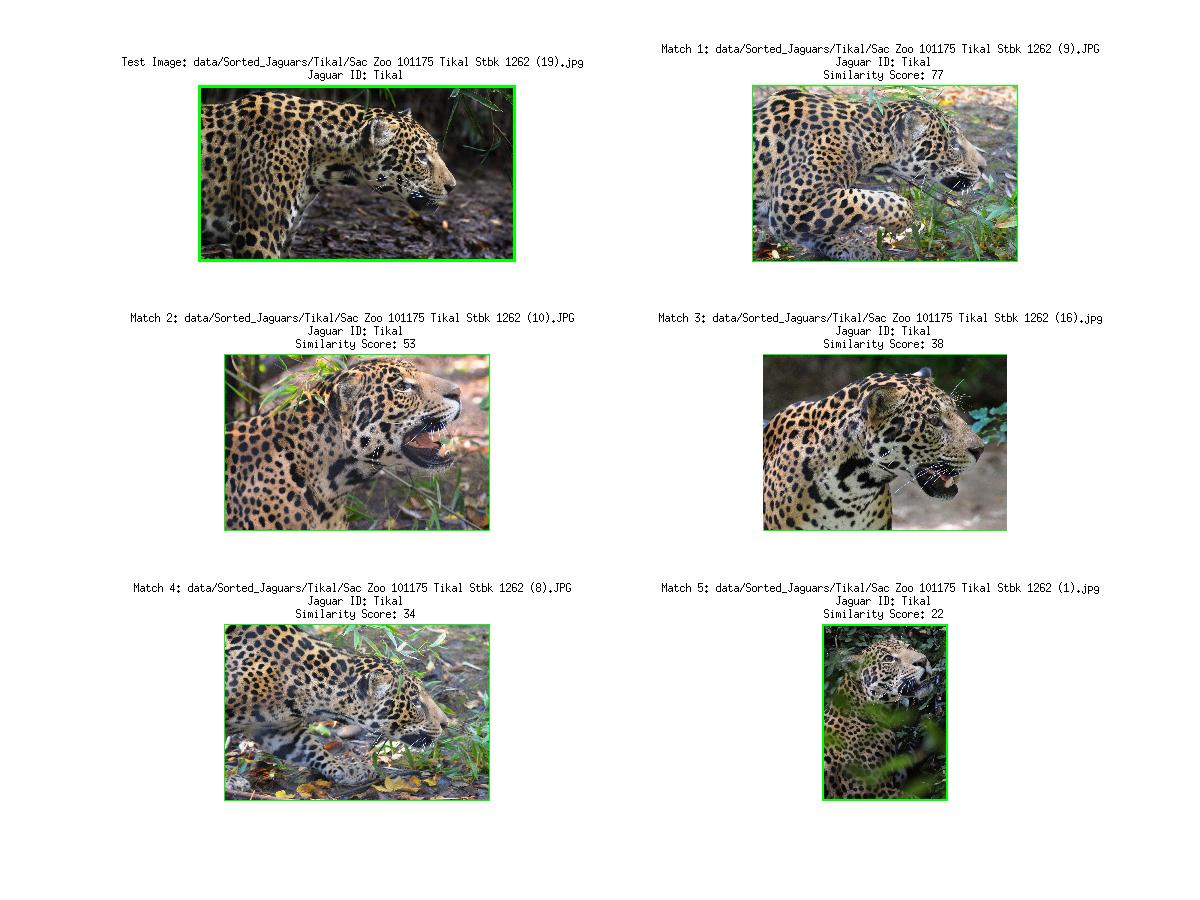 Test Image: data/Sorted_Jaguars/Tikal/Sac Zoo 101175 Tikal Stbk 1262 (19).jpg
Jaguar ID: Tikal
Match 1: data/Sorted_Jaguars/Tikal/Sac Zoo 101175 Tikal Stbk 1262 (9).JPG
Jaguar ID: Tikal
Similarity Score: 77
Match 2: data/Sorted_Jaguars/Tikal/Sac Zoo 101175 Tikal Stbk 1262 (10).JPG
Jaguar ID: Tikal
Similarity Score: 53
Match 3: data/Sorted_Jaguars/Tikal/Sac Zoo 101175 Tikal Stbk 1262 (16).jpg
Jaguar ID: Tikal
Similarity Score: 38
Match 4: data/Sorted_Jaguars/Tikal/Sac Zoo 101175 Tikal Stbk 1262 (8).JPG
Jaguar ID: Tikal
Similarity Score: 34
Match 5: data/Sorted_Jaguars/Tikal/Sac Zoo 101175 Tikal Stbk 1262 (1).jpg
Jaguar ID: Tikal
Similarity Score: 22